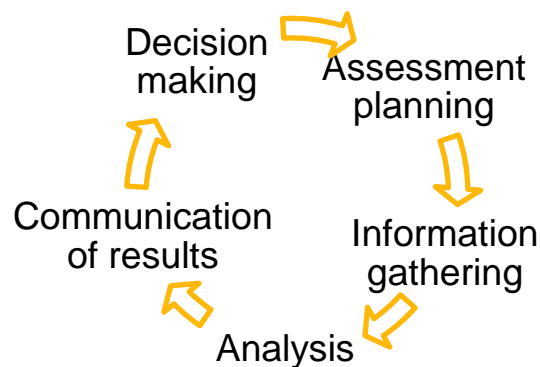 Decision
making
Assessment
planning
Information
gathering
Analysis
Communication
of results